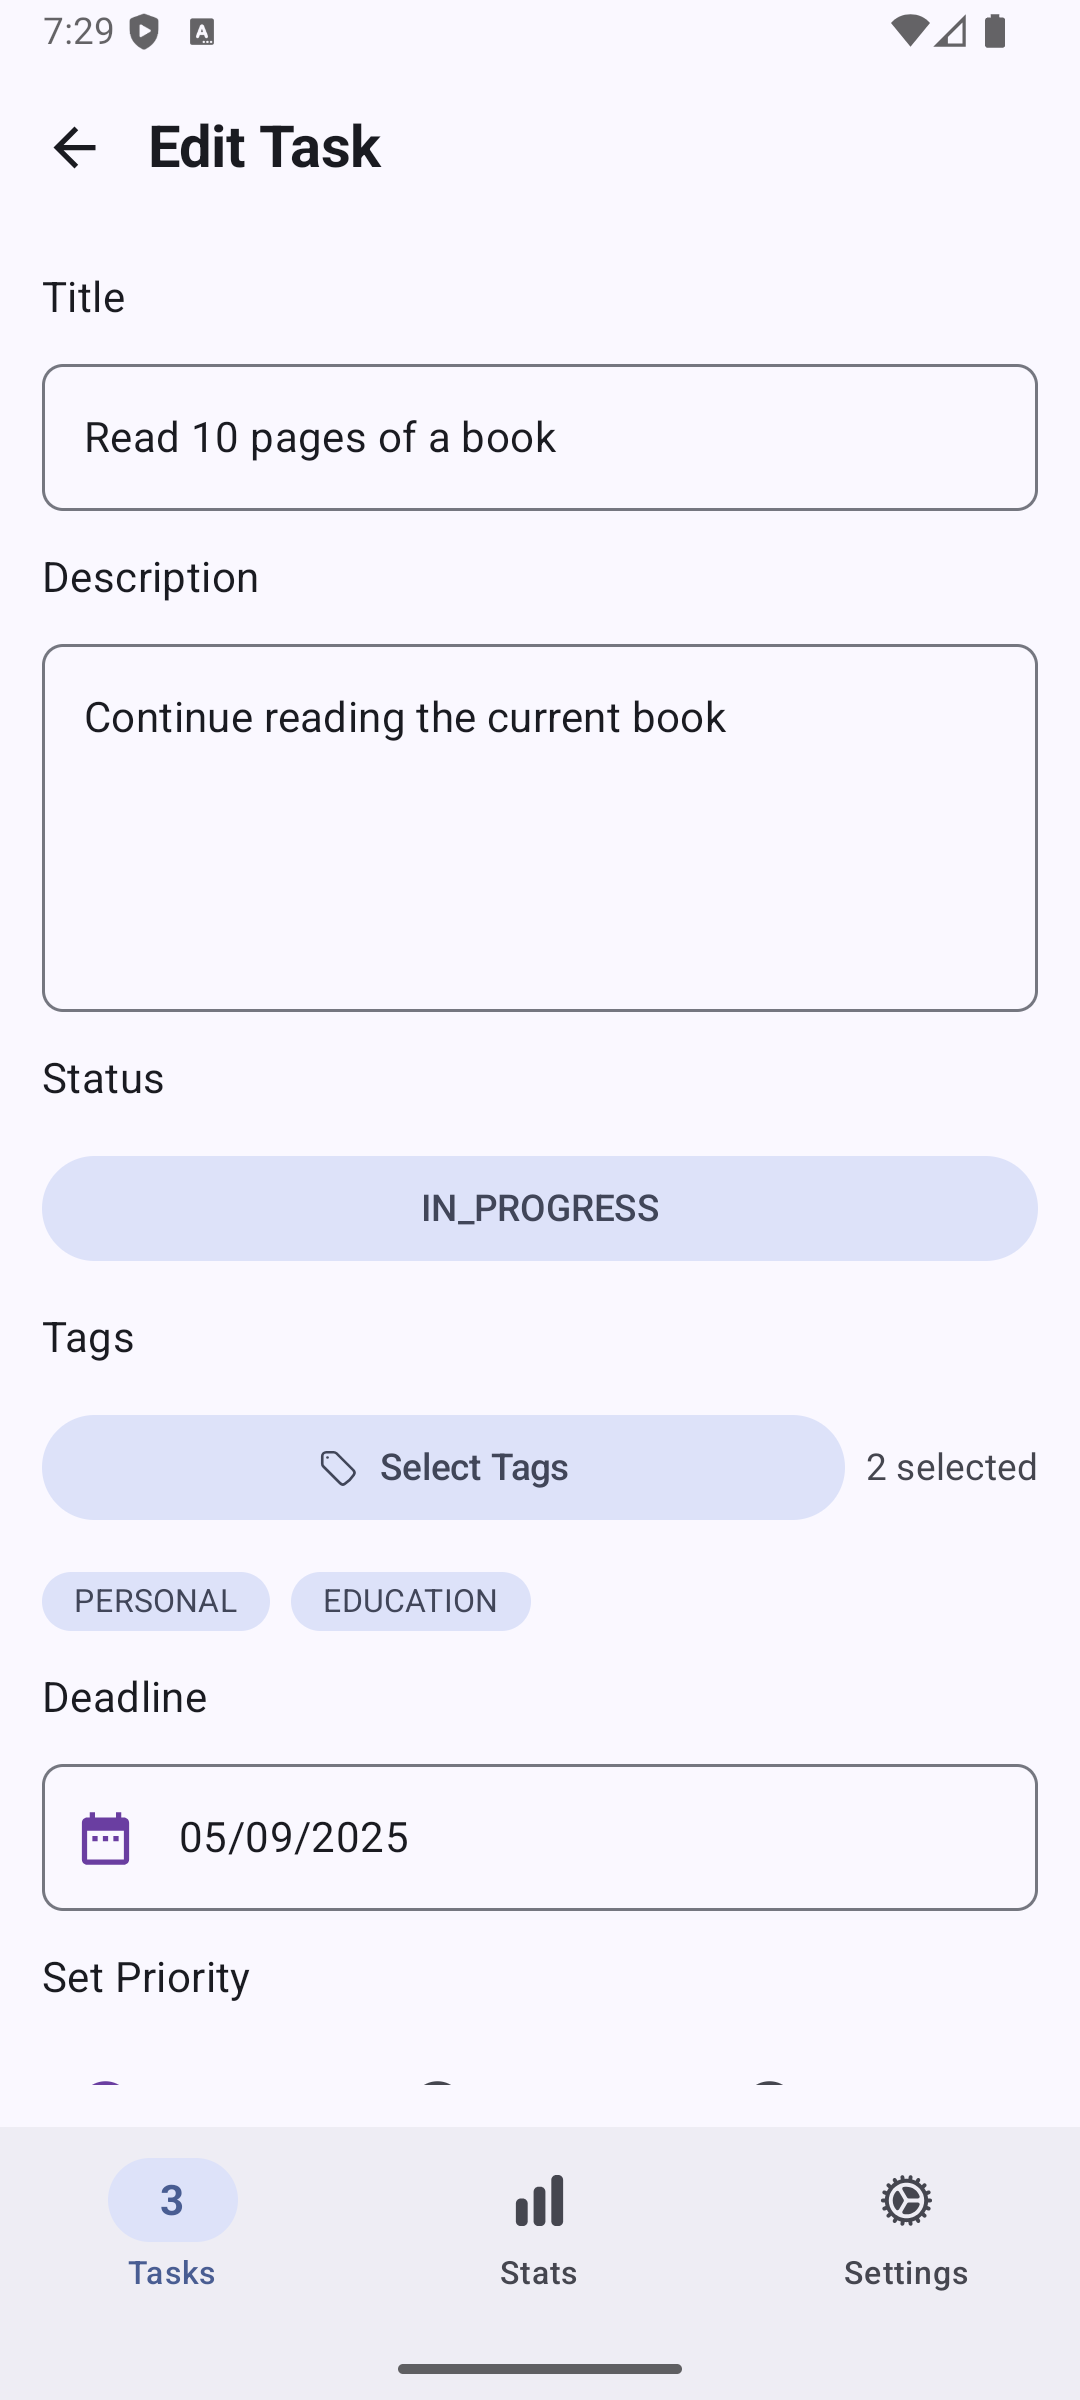 7:29
Edit Task
Title
Read 10 pages of a book
Description
Continue reading the current book
Status
IN_PROGRESS
Tags
Select Tags
2 selected
PERSONAL
EDUCATION
Deadline
05/09/2025
Set Priority
3
Tasks
Stats
Settings